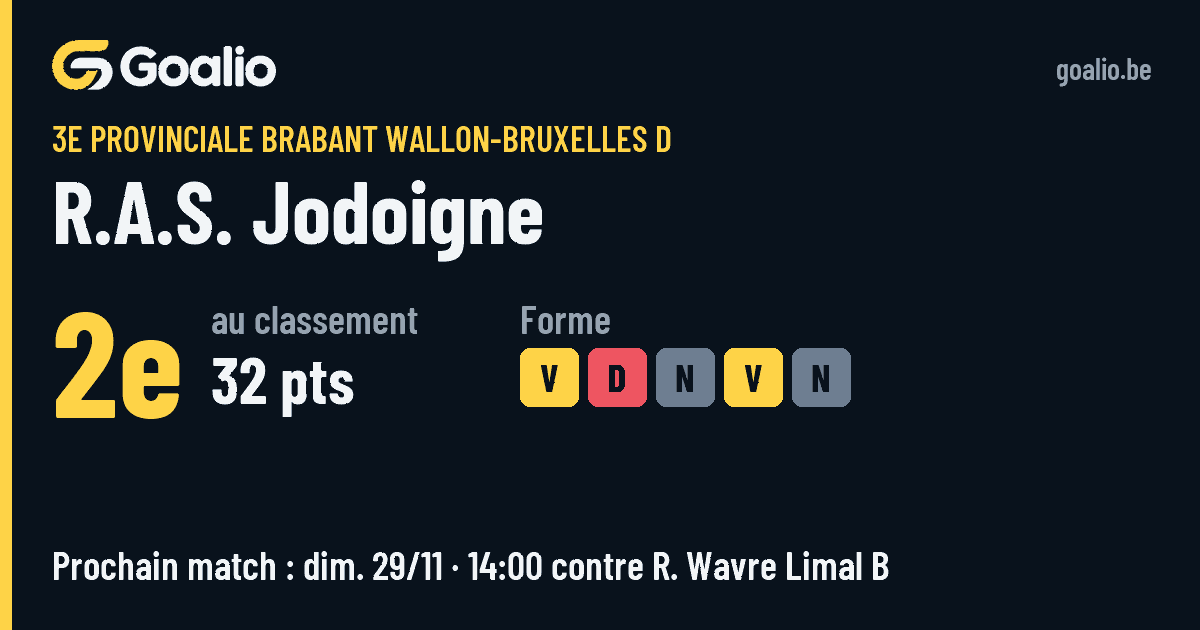 Goalio
goalio.be
3E PROVINCIALE BRABANT WALLON-BRUXELLES D
R.A.S. Jodoigne
2e
au classement
32 pts
Forme
V D N V N
Prochain match : dim. 29/11 · 14:00 contre R. Wavre Limal B